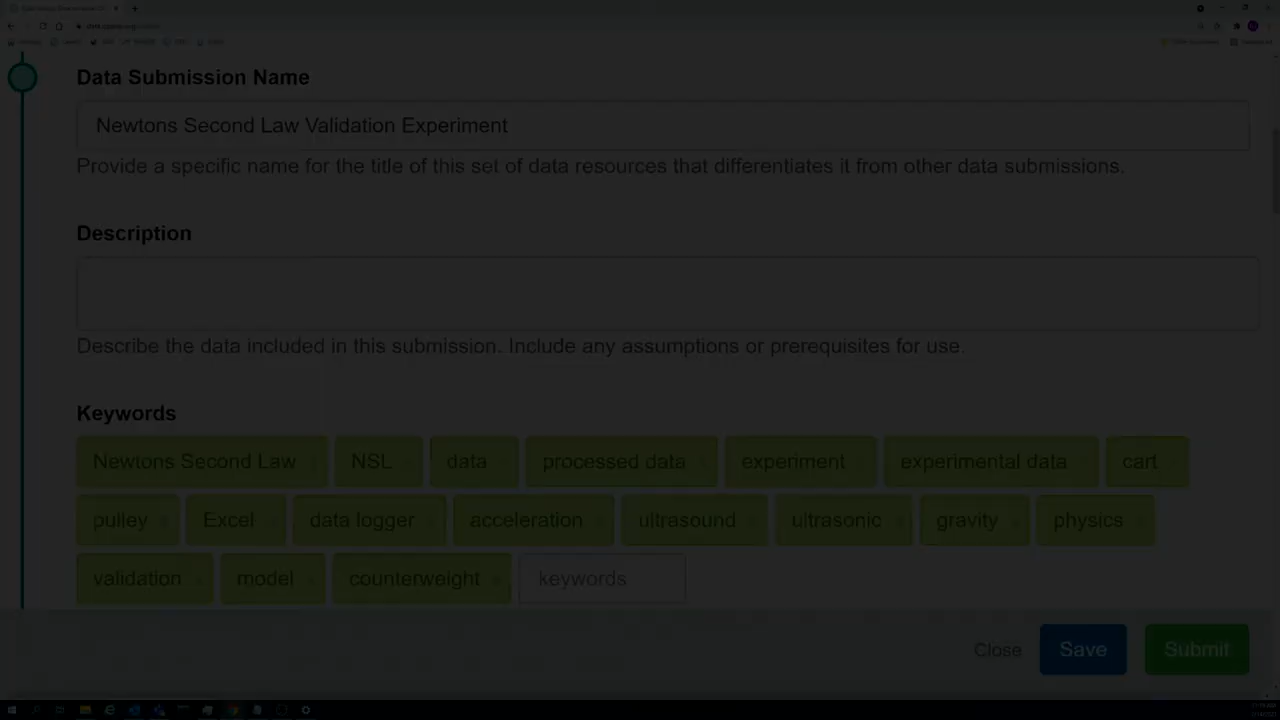 Data Submission Name
Newtons Second Law Validation Experiment
Provide a specific name for the title of this set of data resources that differentiates it from other data submissions.
Description
Describe the data included in this submission. Include any assumptions or prerequisites for use.
Keywords
Newtons Second Law NSL data processed data experiment experimental data cart
pulley Excel data logger acceleration ultrasound ultrasonic gravity physics
validation model counterweight keywords
Close Save Submit